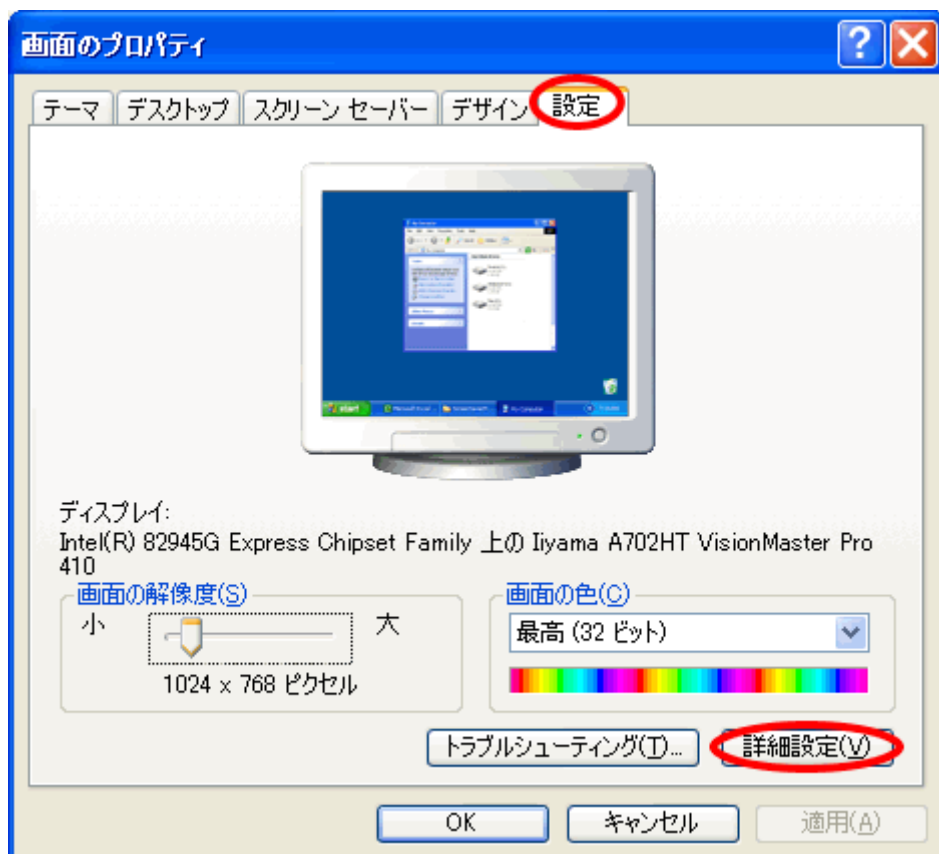 画面のプロパティ
テーマ デスクトップ スクリーン セーバー デザイン 設定
ディスプレイ:
Intel(R) 82945G Express Chipset Family 上の Iiyama A702HT VisionMaster Pro
410
画面の解像度(S) 画面の色(C)
小 大 最高 (32 ビット)
1024 x 768 ピクセル
トラブルシューティング(T)... 詳細設定(V)
OK キャンセル 適用(A)